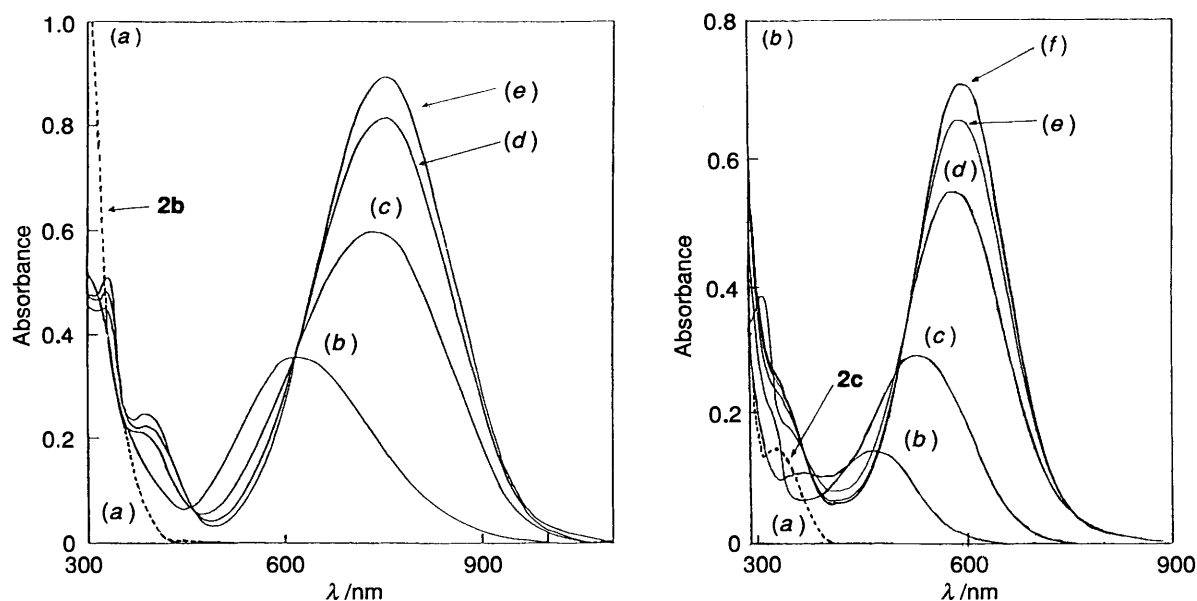 (a)
1.0
0.8
0.6
0.4
0.2
0
Absorbance
2b
(e)
(d)
(c)
(b)
(a)
300
600
900
λ /nm
(b)
0.8
0.6
0.4
0.2
0
Absorbance
(f)
(e)
(d)
(c)
2c
(b)
(a)
300
600
900
λ /nm